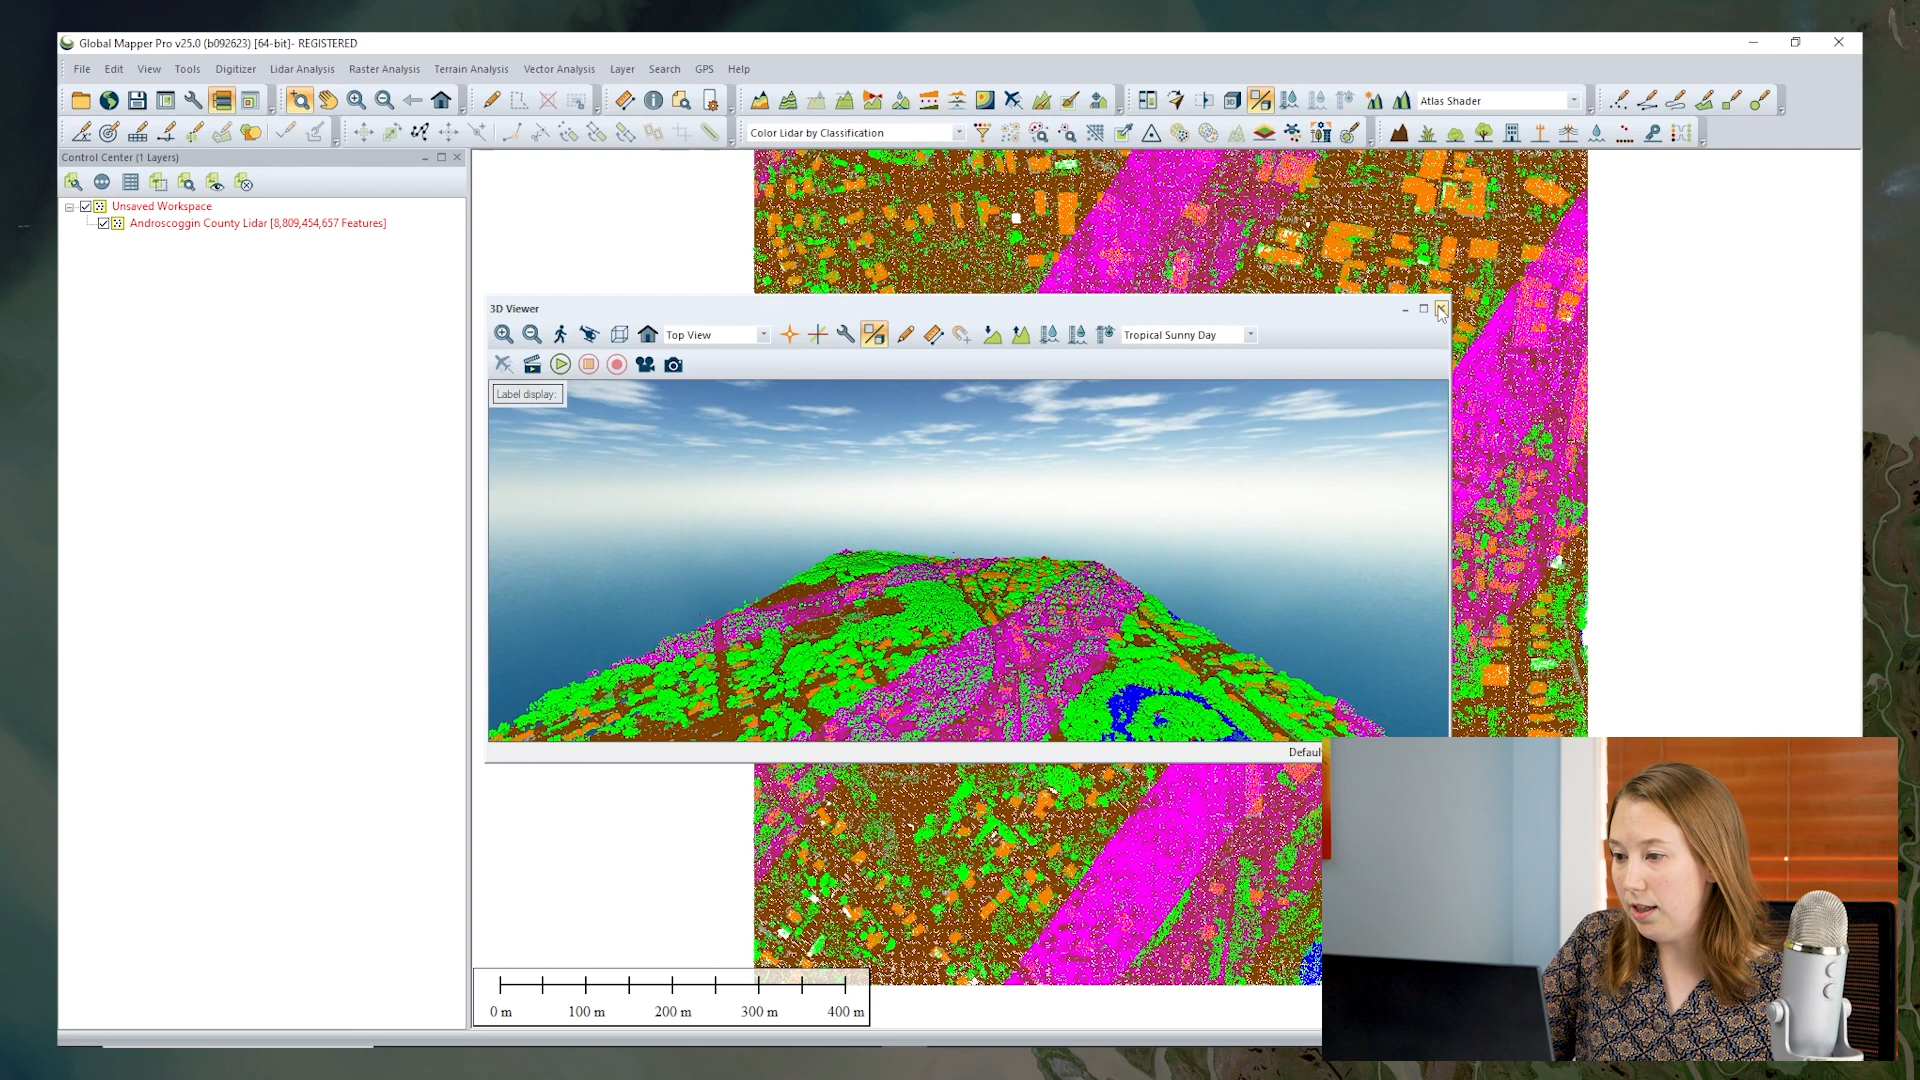 Global Mapper Pro v25.0 (b092623) [64-bit]- REGISTERED
File Edit View Tools Digitizer Lidar Analysis Raster Analysis Terrain Analysis Vector Analysis Layer Search GPS Help
Atlas Shader
Color Lidar by Classification
Control Center (1 Layers)
Unsaved Workspace
Androscoggin County Lidar [8,809,454,657 Features]
3D Viewer
Top View
Tropical Sunny Day
Label display:
0 m 100 m 200 m 300 m 400 m